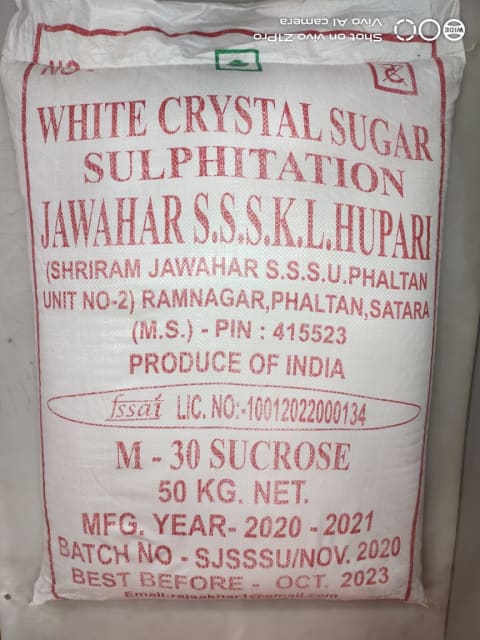 Shot on vivo Z1Pro
Vivo AI camera
WIDE
NO -
WHITE CRYSTAL SUGAR
SULPHITATION
JAWAHAR S.S.S.K.L.HUPARI
(SHRIRAM JAWAHAR S.S.S.U.PHALTAN
UNIT NO-2) RAMNAGAR,PHALTAN,SATARA
(M.S.) - PIN : 415523
PRODUCE OF INDIA
fssai LIC. NO:-10012022000134
M - 30 SUCROSE
50 KG. NET.
MFG. YEAR- 2020 - 2021
BATCH NO - SJSSSU/NOV. 2020
BEST BEFORE - OCT. 2023